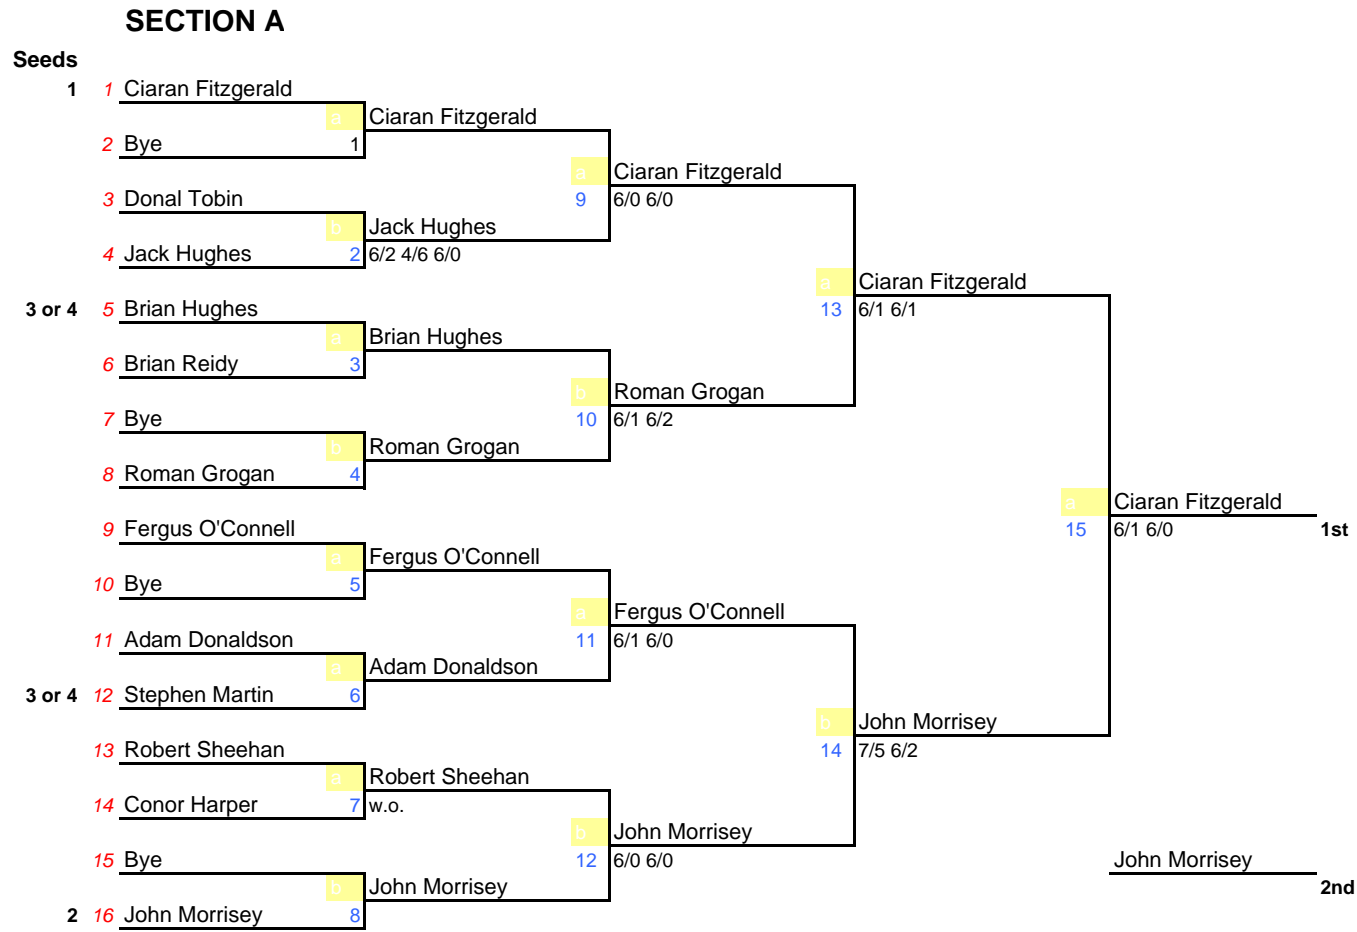 SECTION A
Seeds
1 1 Ciaran Fitzgerald
a Ciaran Fitzgerald
2 Bye 1
a Ciaran Fitzgerald
3 Donal Tobin 9 6/0 6/0
b Jack Hughes
4 Jack Hughes 2 6/2 4/6 6/0
a Ciaran Fitzgerald
3 or 4 5 Brian Hughes 13 6/1 6/1
a Brian Hughes
6 Brian Reidy 3
b Roman Grogan
7 Bye 10 6/1 6/2
b Roman Grogan
8 Roman Grogan 4
a Ciaran Fitzgerald
9 Fergus O'Connell 15 6/1 6/0 1st
a Fergus O'Connell
10 Bye 5
a Fergus O'Connell
11 Adam Donaldson 11 6/1 6/0
a Adam Donaldson
3 or 4 12 Stephen Martin 6
b John Morrisey
13 Robert Sheehan 14 7/5 6/2
a Robert Sheehan
14 Conor Harper 7 w.o.
b John Morrisey
15 Bye 12 6/0 6/0 John Morrisey
b John Morrisey 2nd
2 16 John Morrisey 8